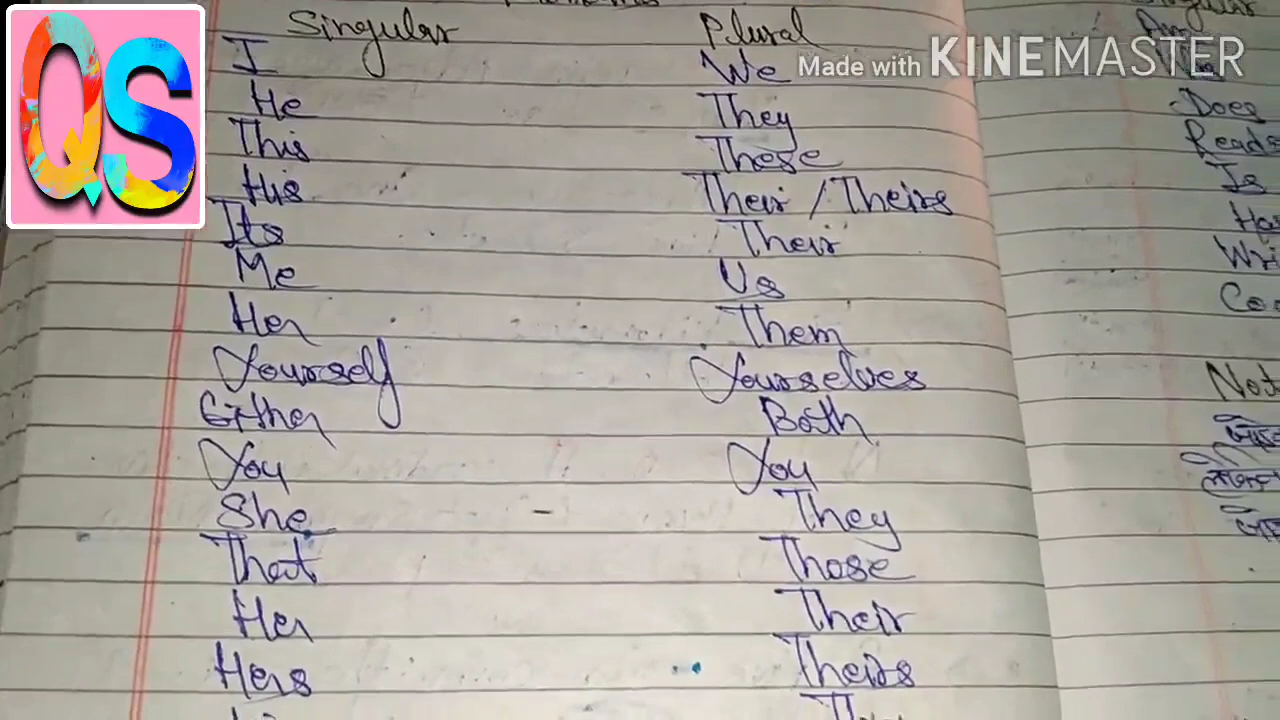 QS
Made with KINEMASTER
Singular Plural
I We
He They
This These
His Their / Theirs
Its Their
Me Us
Her Them
Yourself Yourselves
Either Both
You You
She They
That Those
Her Their
Hers Theirs
Singular
Does
Reads
Is